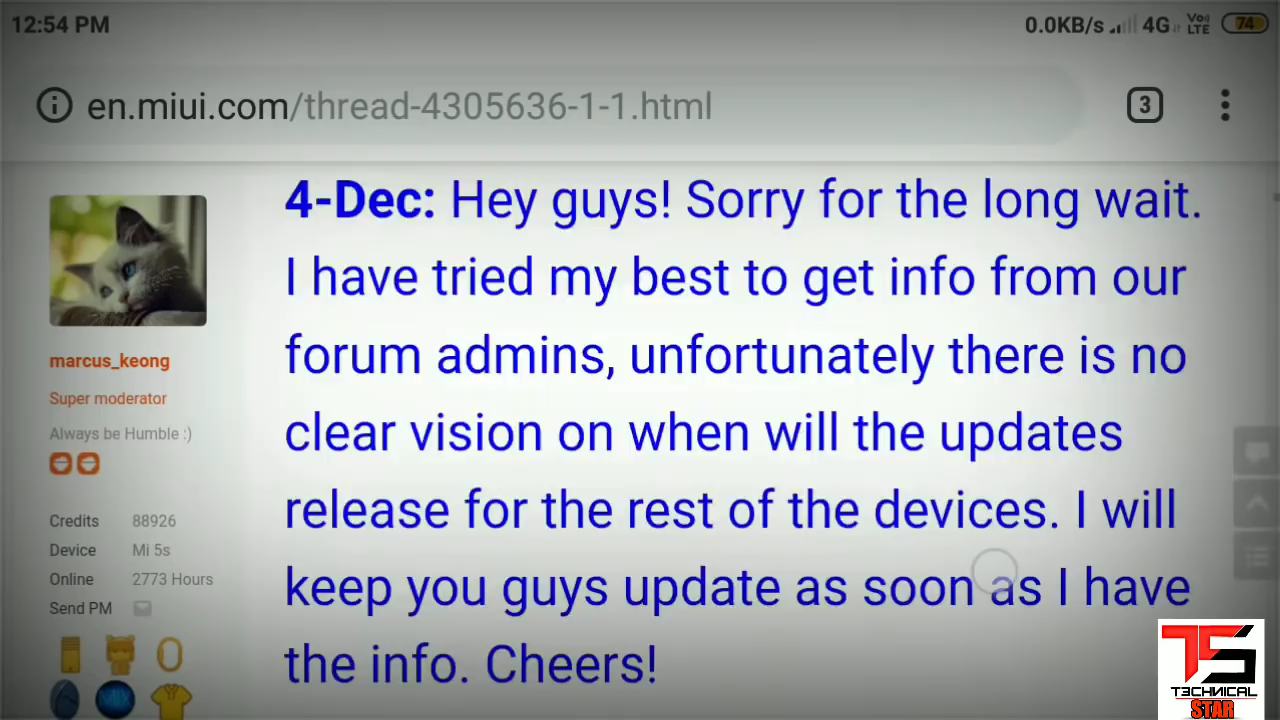 12:54 PM
0.0KB/s 4G Vo) LTE 74
en.miui.com/thread-4305636-1-1.html
3
4-Dec: Hey guys! Sorry for the long wait.
I have tried my best to get info from our
forum admins, unfortunately there is no
clear vision on when will the updates
release for the rest of the devices. I will
keep you guys update as soon as I have
the info. Cheers!
marcus_keong
Super moderator
Always be Humble :)
Credits 88926
Device Mi 5s
Online 2773 Hours
Send PM
TS
T3CHNICAL
STAR